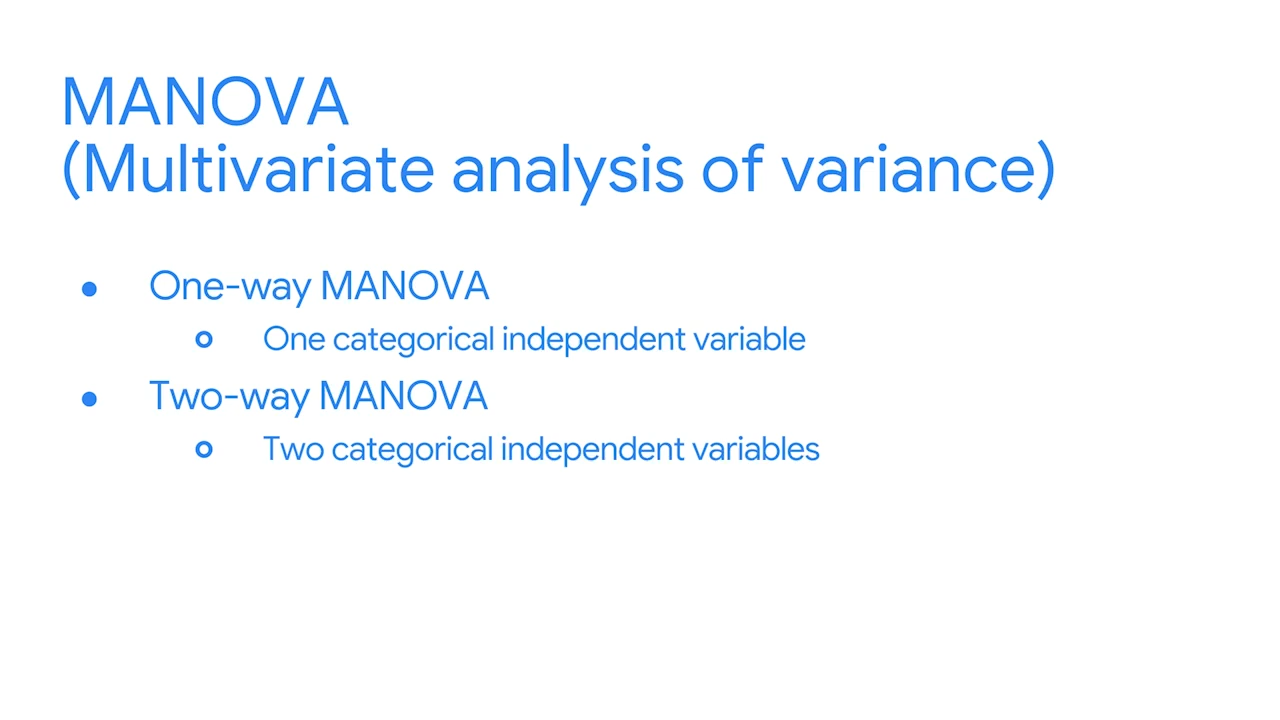 MANOVA
(Multivariate analysis of variance)
● One-way MANOVA
○ One categorical independent variable
● Two-way MANOVA
○ Two categorical independent variables